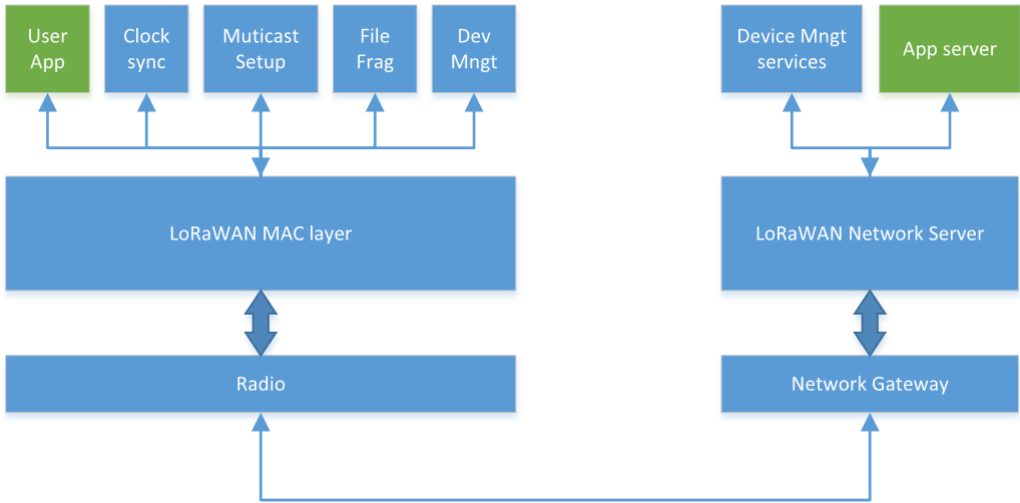 User
App
Clock
sync
Muticast
Setup
File
Frag
Dev
Mngt
Device Mngt
services
App server
LoRaWAN MAC layer
LoRaWAN Network Server
Radio
Network Gateway